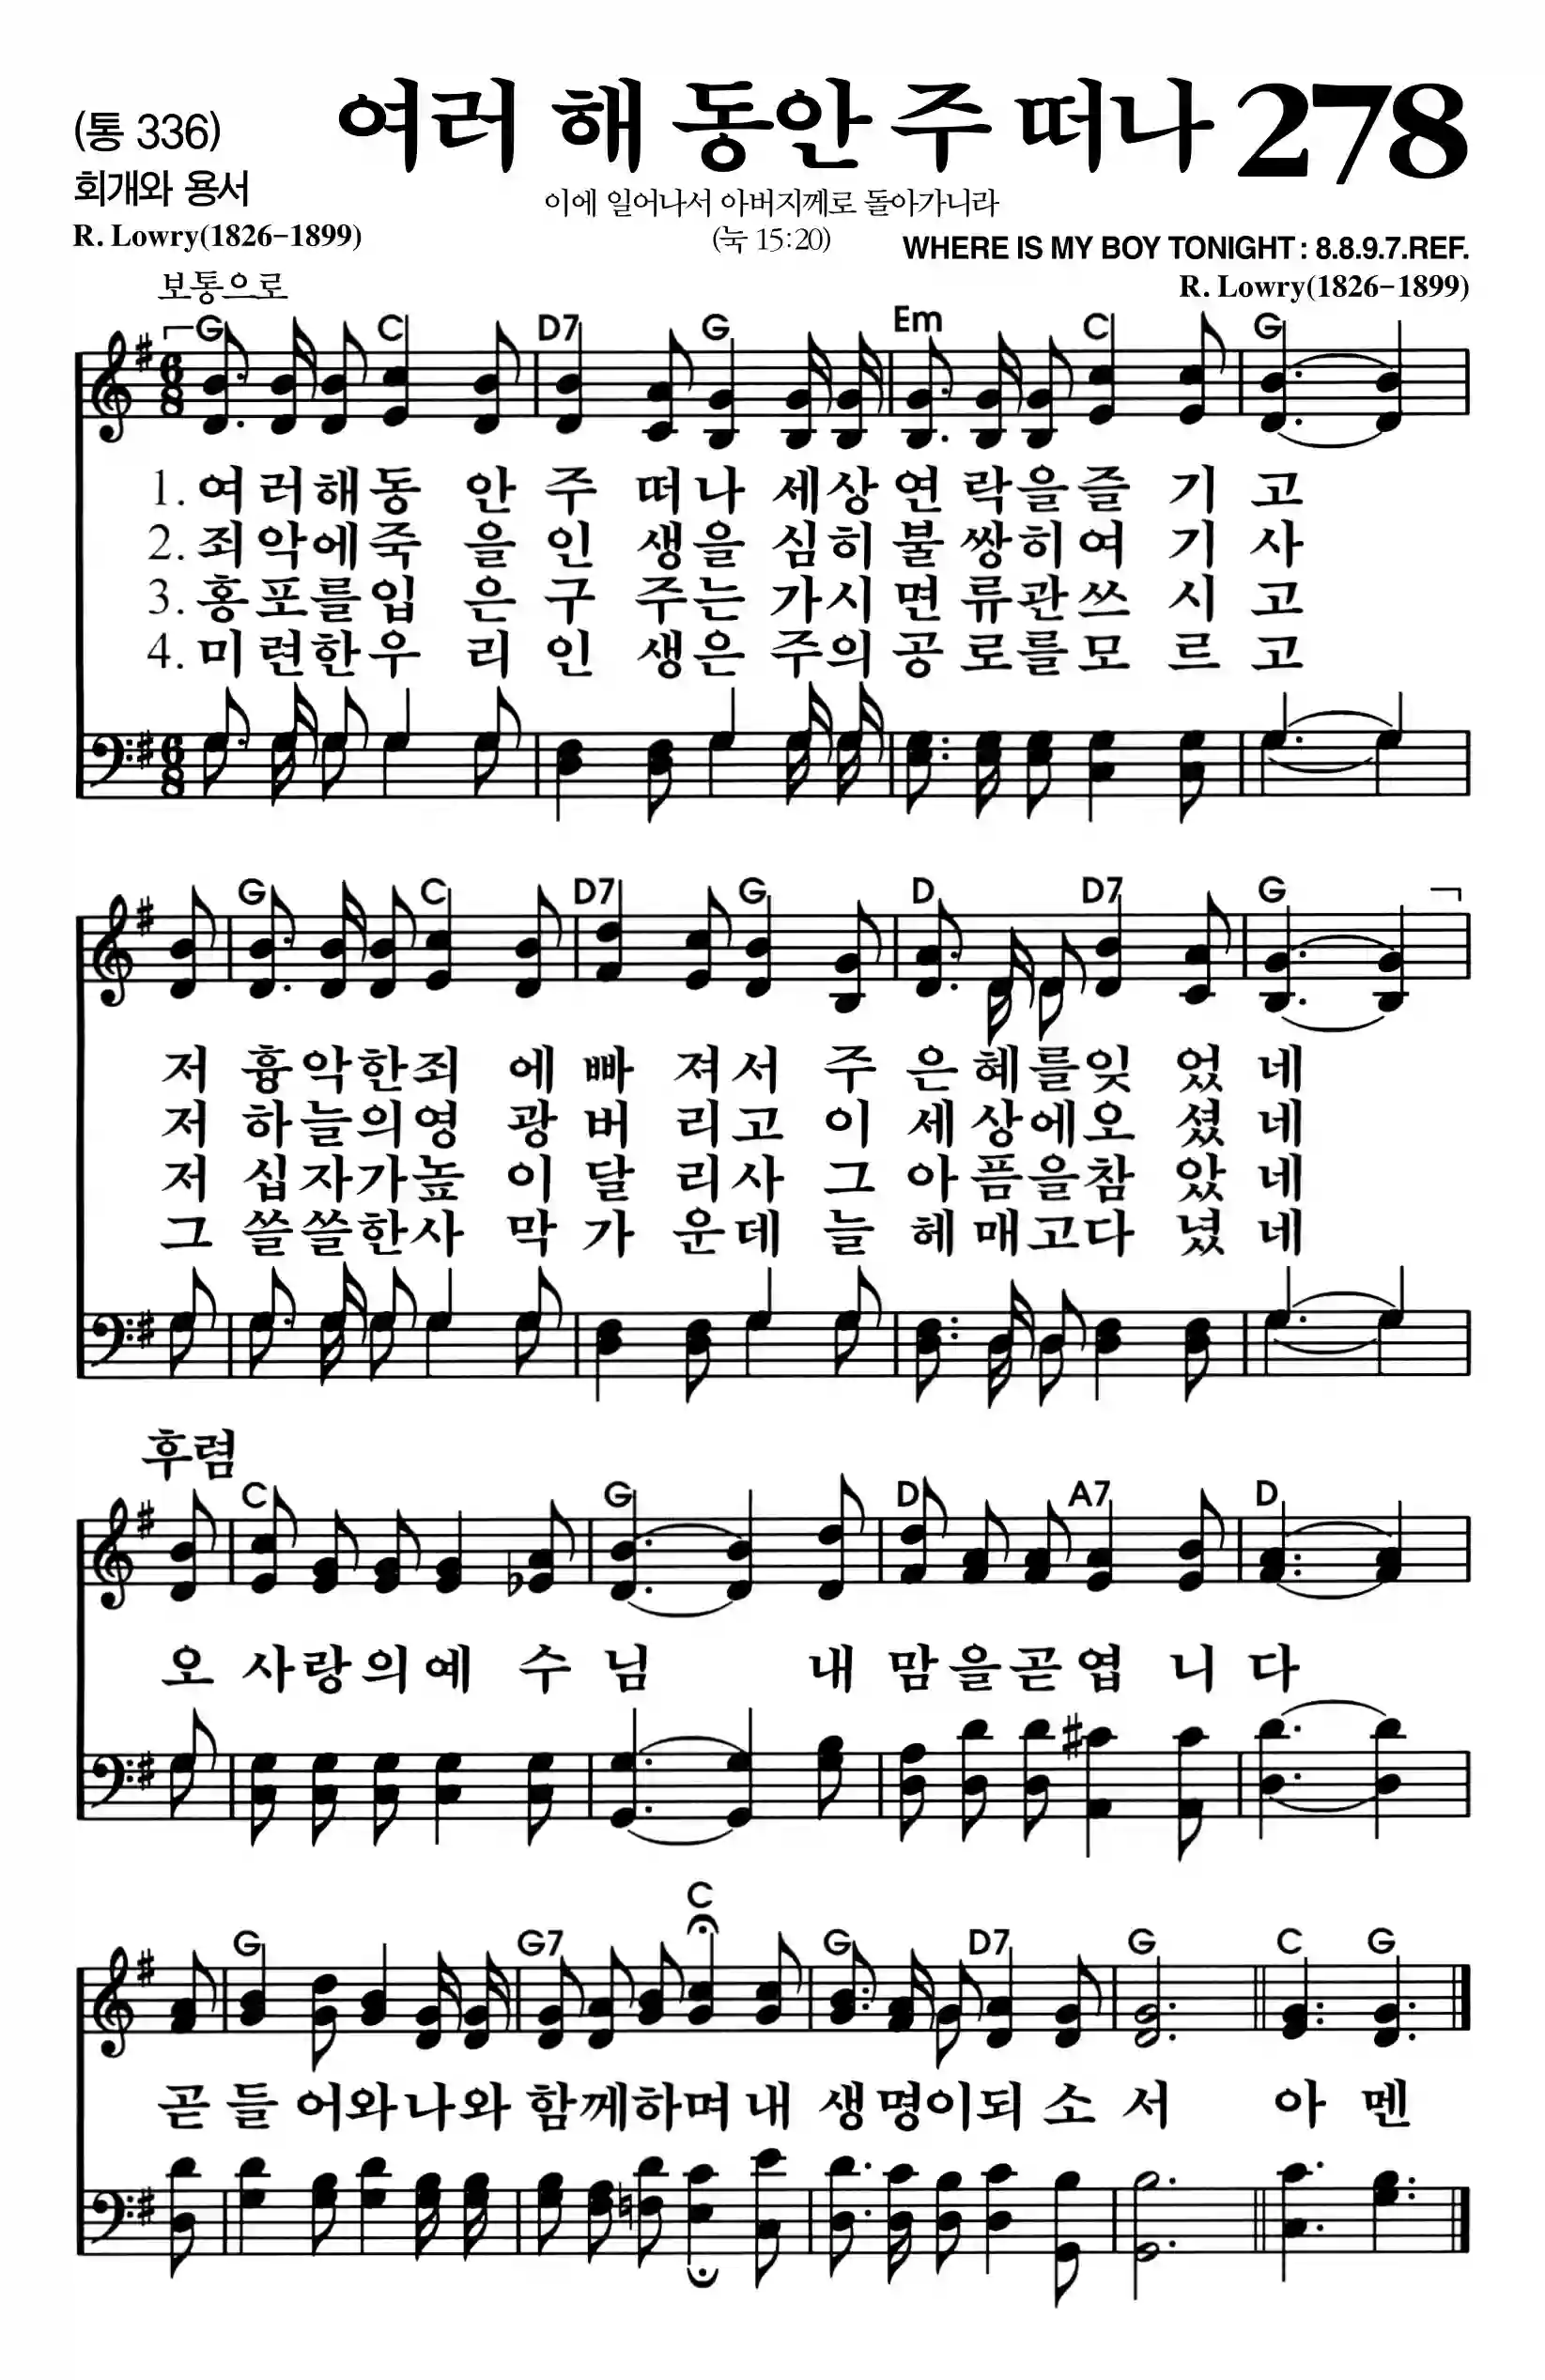 (통 336)
여러 해 동안 주 떠나 278
회개와 용서
이에 일어나서 아버지께로 돌아가니라
R. Lowry(1826-1899)
(눅 15:20)
WHERE IS MY BOY TONIGHT : 8.8.9.7.REF.
보통으로
R. Lowry(1826-1899)
G C D7 G Em C G
1. 여러해동 안 주 떠나 세상 연 락을즐 기 고
2. 죄악에죽 을 인 생을 심히 불 쌍히여 기 사
3. 홍포를입 은 구 주는 가시 면 류관쓰 시 고
4. 미련한우 리 인 생은 주의 공 로를모 르 고
G C D7 G D D7 G
저 흉악한죄 에 빠 져서 주 은혜를잊 었 네
저 하늘의영 광 버 리고 이 세상에오 셨 네
저 십자가높 이 달 리사 그 아픔을참 았 네
그 쓸쓸한사 막 가 운데 늘 헤매고다 녔 네
후렴
C G D A7 D
오 사랑의예 수 님 내 맘을곧엽 니 다
C
G G7 G D7 G C G
곧 들 어와나와 함께하며 내 생명이되 소 서 아 멘